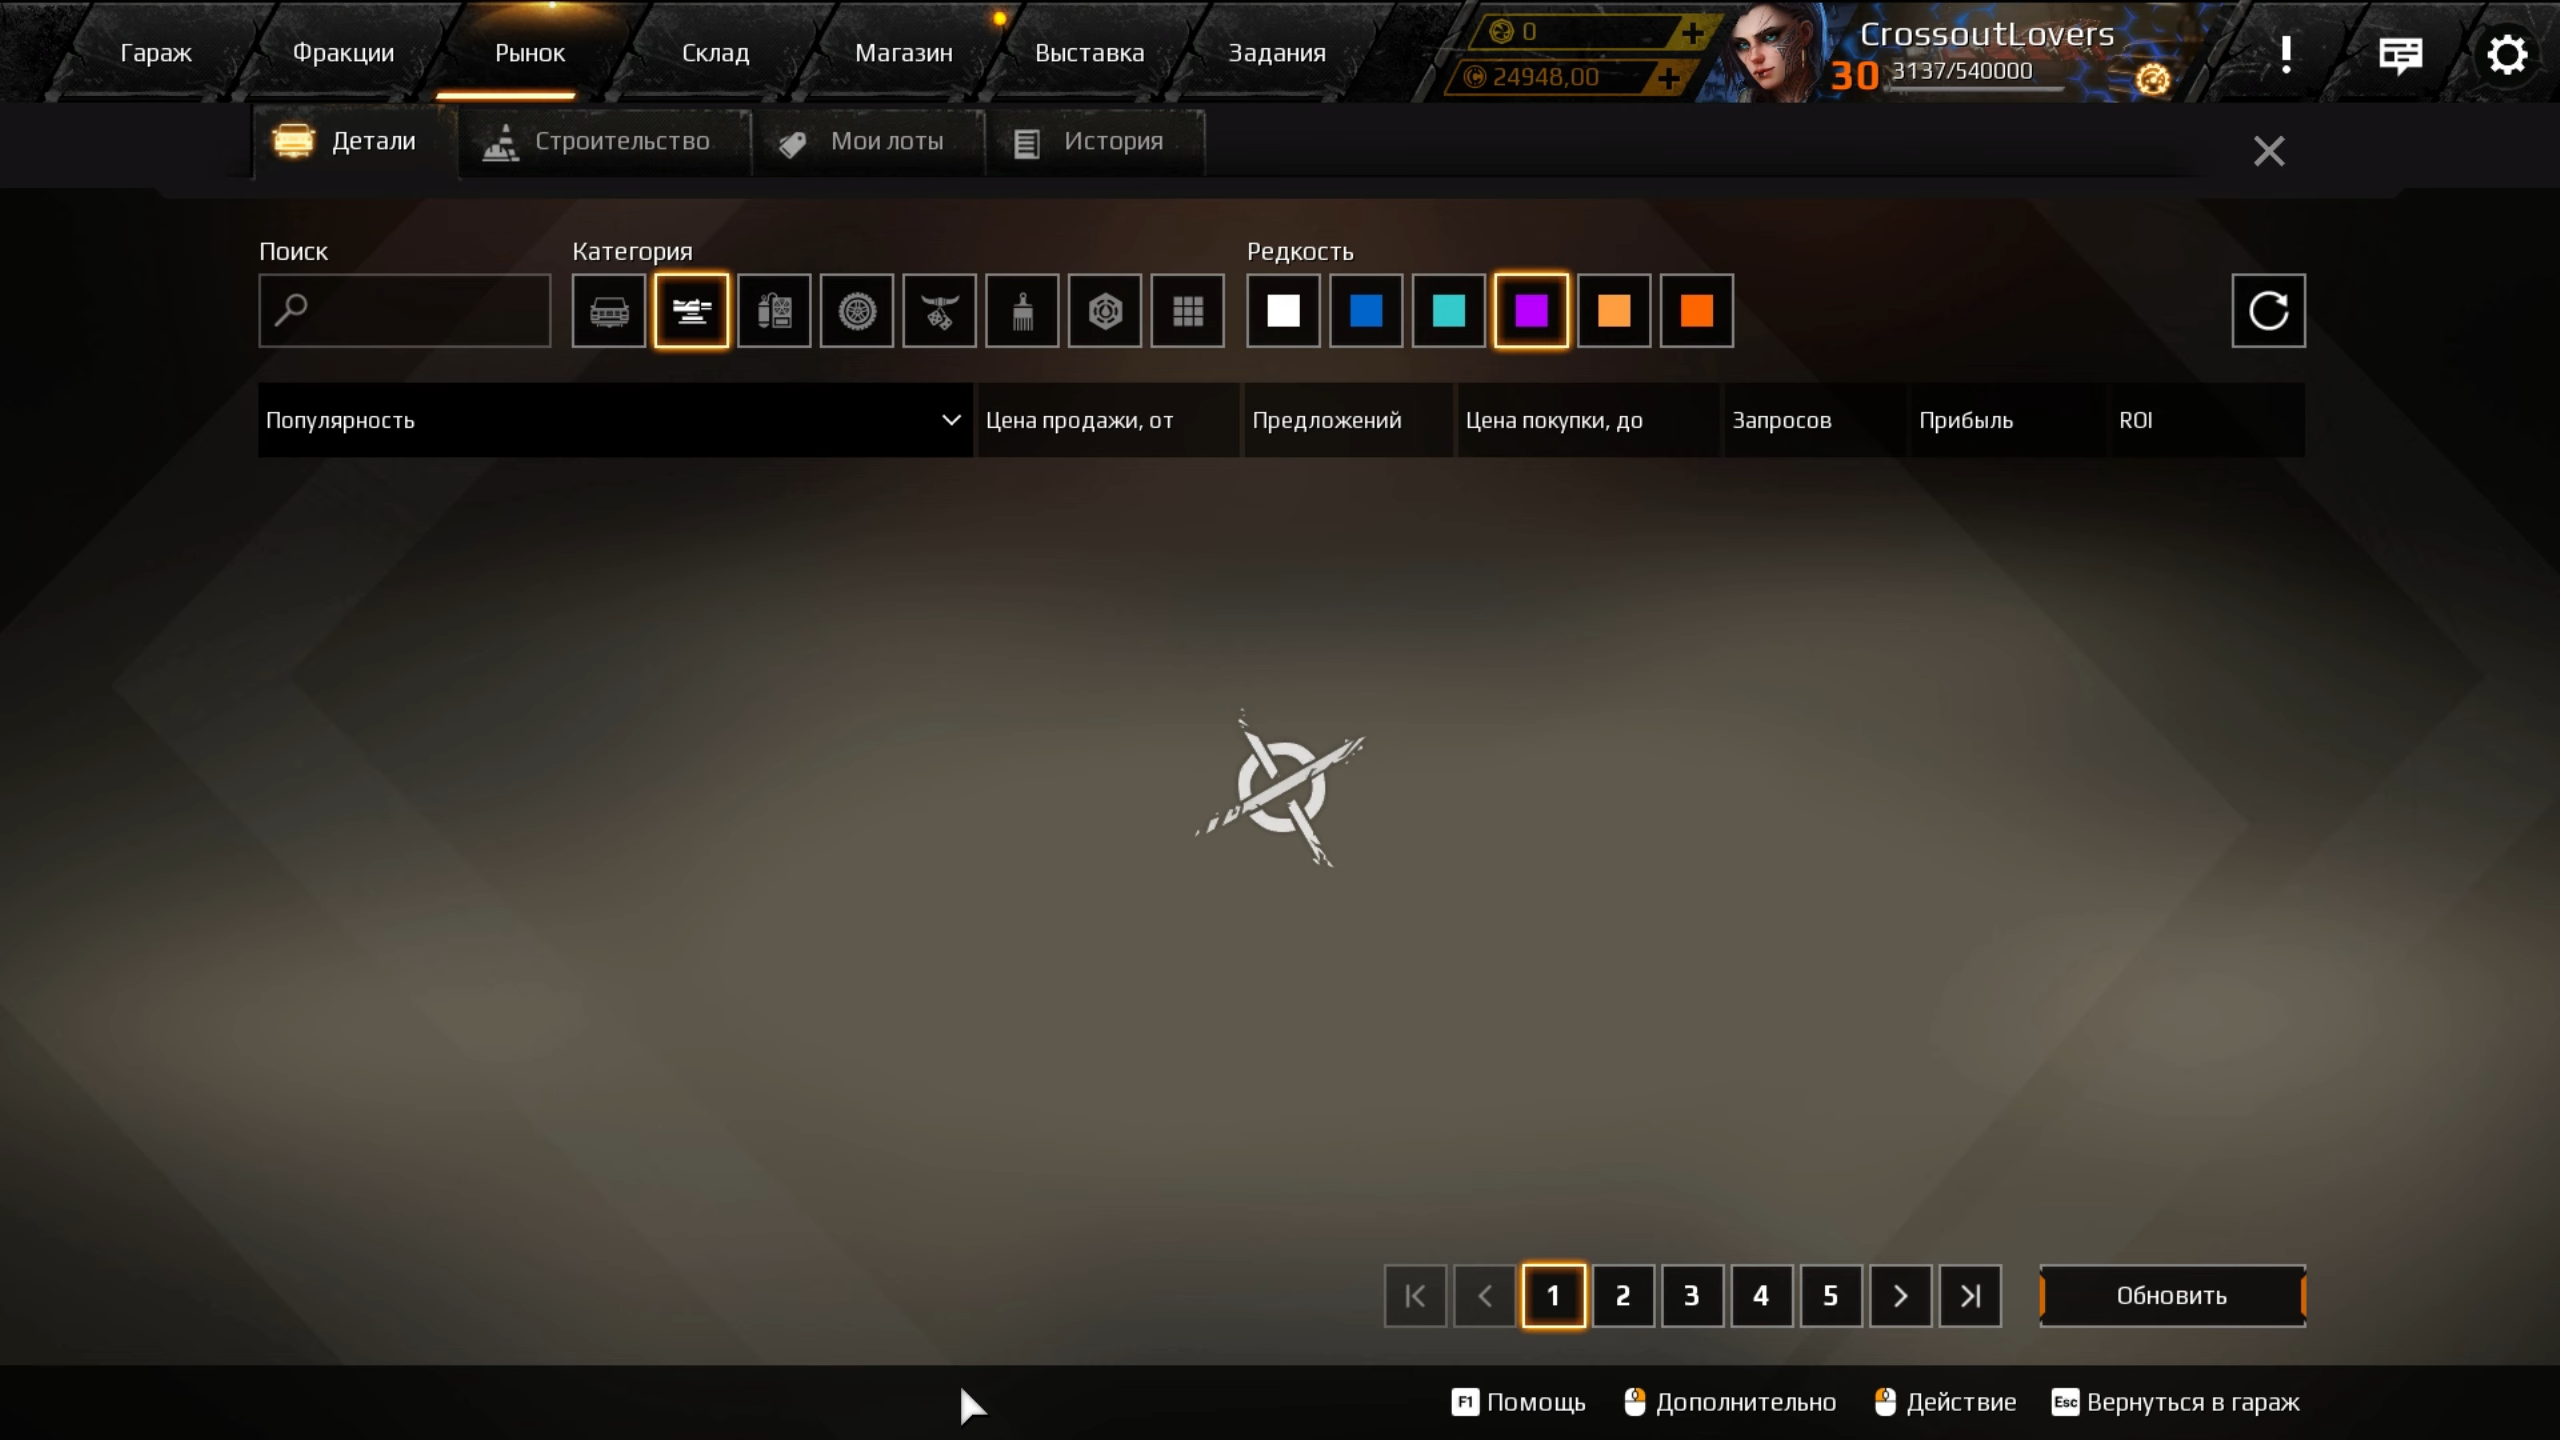 Гараж
Фракции
Рынок
Склад
Магазин
Выставка
Задания
0
24948,00
CrossoutLovers
30 3137/540000
Детали
Строительство
Мои лоты
История
Поиск
Категория
Редкость
Популярность
Цена продажи, от
Предложений
Цена покупки, до
Запросов
Прибыль
ROI
1 2 3 4 5
Обновить
F1 Помощь
Дополнительно
Действие
Esc Вернуться в гараж